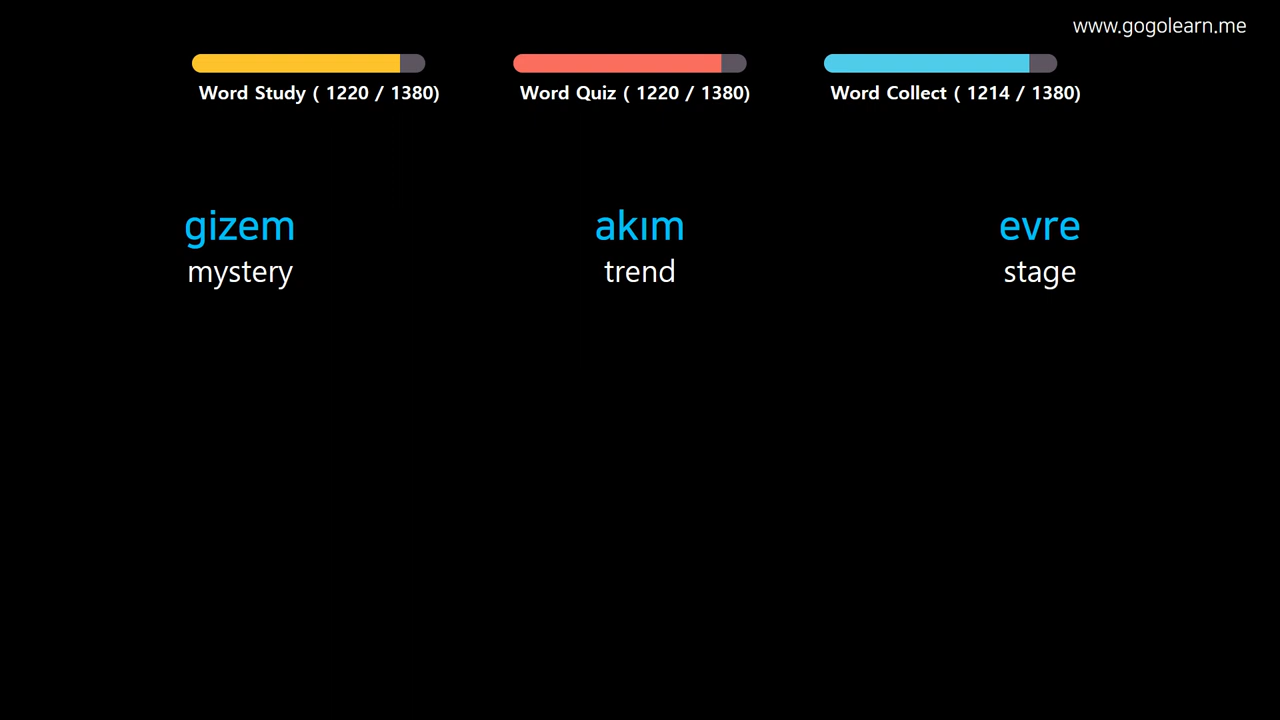 www.gogolearn.me
Word Study ( 1220 / 1380)
Word Quiz ( 1220 / 1380)
Word Collect ( 1214 / 1380)
gizem
mystery
akım
trend
evre
stage